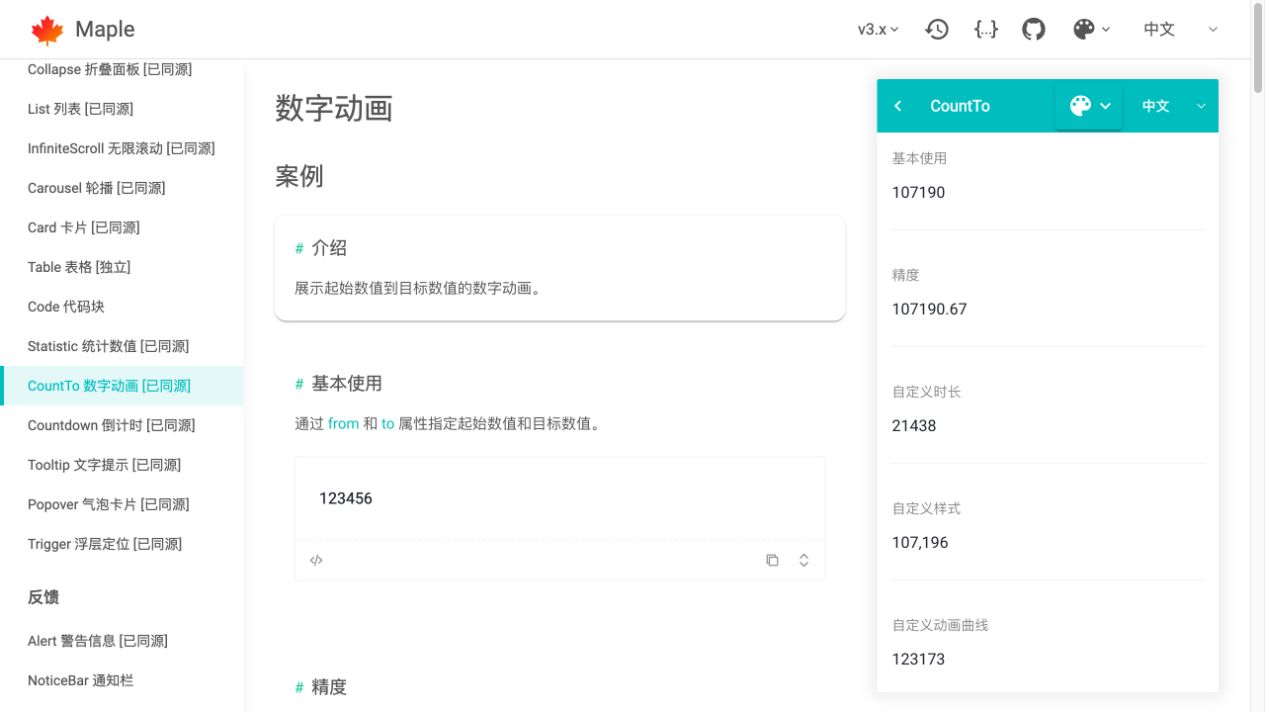 Maple
v3.x
{...}
中文
Collapse 折叠面板 [已同源]
List 列表 [已同源]
InfiniteScroll 无限滚动 [已同源]
Carousel 轮播 [已同源]
Card 卡片 [已同源]
Table 表格 [独立]
Code 代码块
Statistic 统计数值 [已同源]
CountTo 数字动画 [已同源]
Countdown 倒计时 [已同源]
Tooltip 文字提示 [已同源]
Popover 气泡卡片 [已同源]
Trigger 浮层定位 [已同源]
反馈
Alert 警告信息 [已同源]
NoticeBar 通知栏
数字动画
案例
# 介绍
展示起始数值到目标数值的数字动画。
# 基本使用
通过 from 和 to 属性指定起始数值和目标数值。
123456
# 精度
CountTo
中文
基本使用
107190
精度
107190.67
自定义时长
21438
自定义样式
107,196
自定义动画曲线
123173